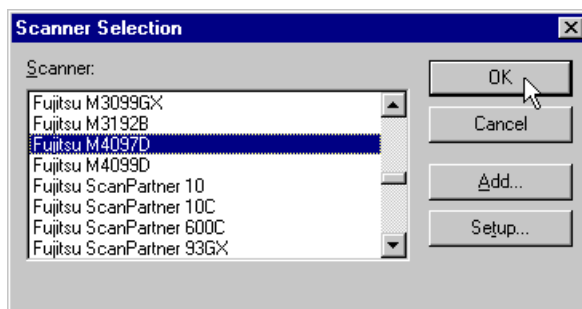 Scanner Selection
Scanner:
Fujitsu M3099GX
Fujitsu M3192B
Fujitsu M4097D
Fujitsu M4099D
Fujitsu ScanPartner 10
Fujitsu ScanPartner 10C
Fujitsu ScanPartner 600C
Fujitsu ScanPartner 93GX
OK
Cancel
Add...
Setup...